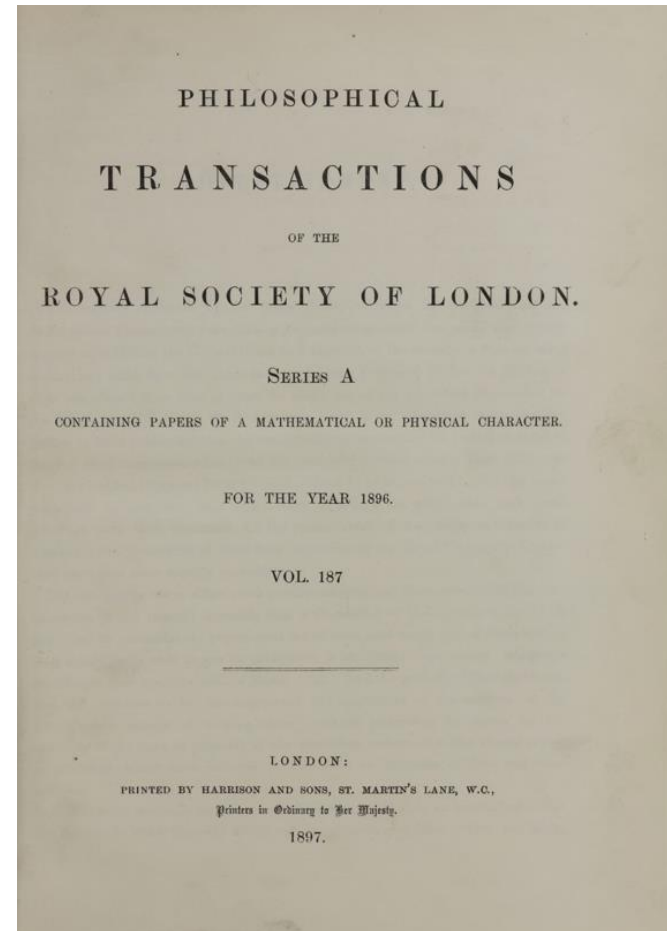 PHILOSOPHICAL
TRANSACTIONS
OF THE
ROYAL SOCIETY OF LONDON.
SERIES A
CONTAINING PAPERS OF A MATHEMATICAL OR PHYSICAL CHARACTER.
FOR THE YEAR 1896.
VOL. 187
LONDON:
PRINTED BY HARRISON AND SONS, ST. MARTIN'S LANE, W.C.,
Printers in Ordinary to Her Majesty.
1897.